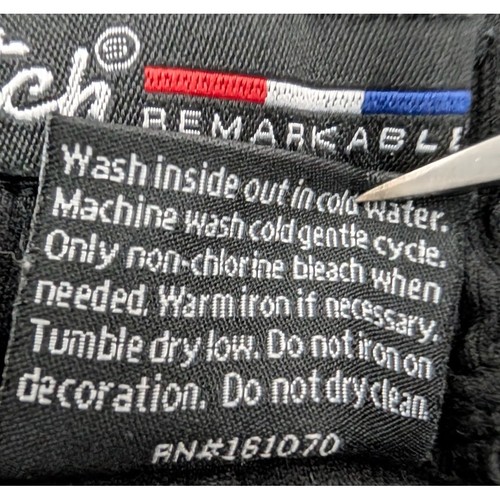 tch®
REMARKABLE
Wash inside out in cold water.
Machine wash cold gentle cycle.
Only non-chlorine bleach when
needed. Warm iron if necessary.
Tumble dry low. Do not iron on
decoration. Do not dry clean.
RN#161070